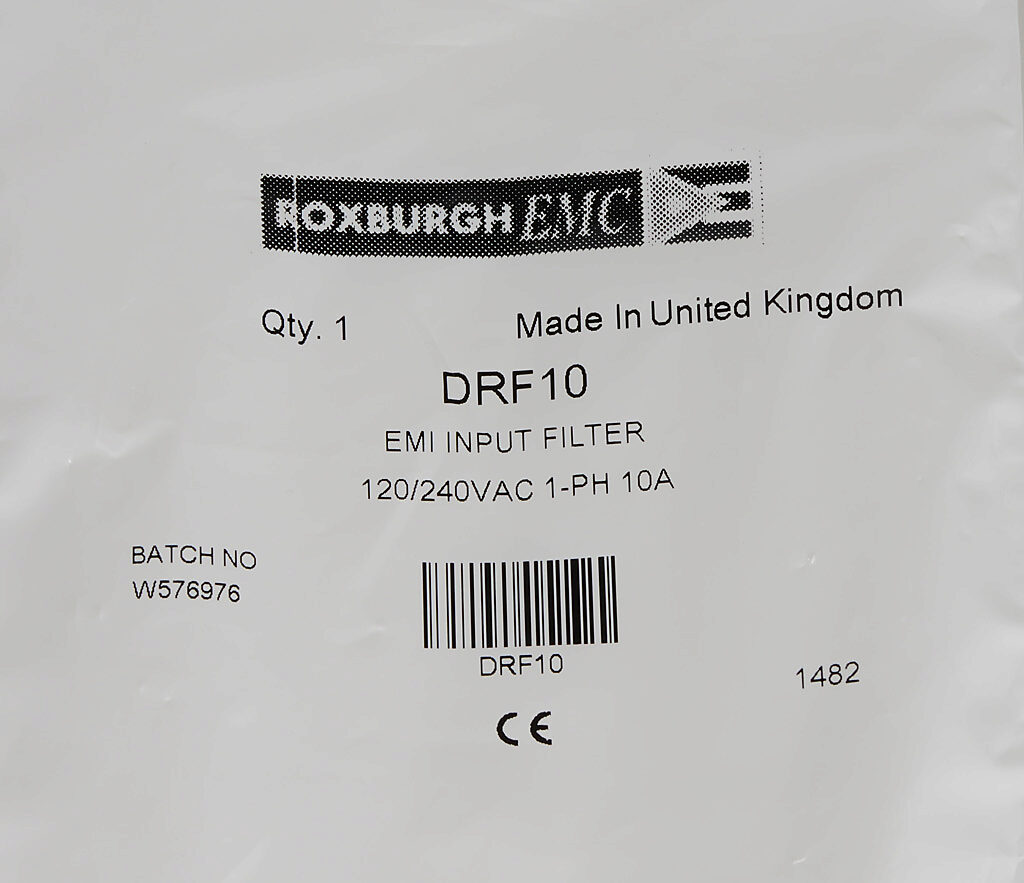 ROXBURGH EMC
Qty. 1 Made In United Kingdom
DRF10
EMI INPUT FILTER
120/240VAC 1-PH 10A
BATCH NO
W576976
DRF10
1482
CE